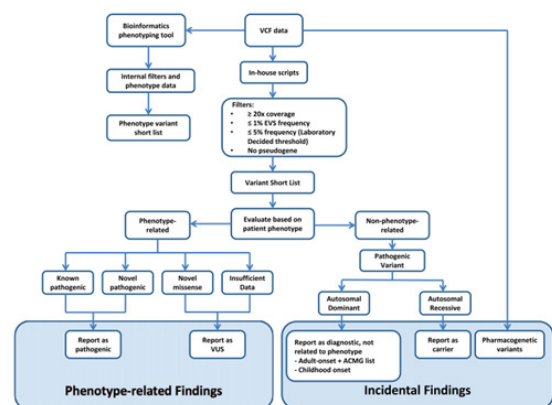 Bioinformatics
phenotyping tool
VCF data
Internal filters and
phenotype data
In-house scripts
Phenotype variant
short list
Filters:
• ≥ 20x coverage
• ≤ 1% EVS frequency
• ≤ 5% frequency (Laboratory
Decided threshold)
• No pseudogene
Variant Short List
Phenotype-
related
Evaluate based on
patient phenotype
Non-phenotype-
related
Pathogenic
Variant
Known
pathogenic
Novel
pathogenic
Novel
missense
Insufficient
Data
Autosomal
Dominant
Autosomal
Recessive
Report as
pathogenic
Report as
VUS
Report as diagnostic, not
related to phenotype
- Adult-onset + ACMG list
- Childhood onset
Report as
carrier
Pharmacogenetic
variants
Phenotype-related Findings
Incidental Findings